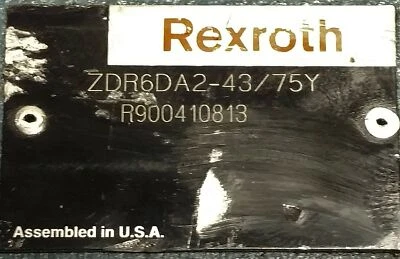 Rexroth
ZDR6DA2-43/75Y
R900410813
Assembled in U.S.A.